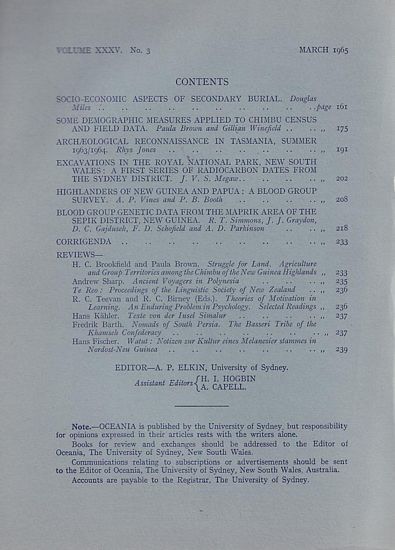 VOLUME XXXV. No. 3 MARCH 1965
CONTENTS
SOCIO-ECONOMIC ASPECTS OF SECONDARY BURIAL. Douglas
Miles .. .. .. .. .. .. .. .. .. .. page 161
SOME DEMOGRAPHIC MEASURES APPLIED TO CHIMBU CENSUS
AND FIELD DATA. Paula Brown and Gillian Winefield .. .. „ 175
ARCHÆOLOGICAL RECONNAISSANCE IN TASMANIA, SUMMER
1963/1964. Rhys Jones .. .. .. .. .. .. .. „ 191
EXCAVATIONS IN THE ROYAL NATIONAL PARK, NEW SOUTH
WALES: A FIRST SERIES OF RADIOCARBON DATES FROM
THE SYDNEY DISTRICT. J. V. S. Megaw .. .. .. .. „ 202
HIGHLANDERS OF NEW GUINEA AND PAPUA: A BLOOD GROUP
SURVEY. A. P. Vines and P. B. Booth .. .. .. .. „ 208
BLOOD GROUP GENETIC DATA FROM THE MAPRIK AREA OF THE
SEPIK DISTRICT, NEW GUINEA. R. T. Simmons, J. J. Graydon,
D. C. Gajdusek, F. D. Schofield and A. D. Parkinson .. .. „ 218
CORRIGENDA .. .. .. .. .. .. .. .. .. „ 233
REVIEWS—
H. C. Brookfield and Paula Brown. Struggle for Land. Agriculture
and Group Territories among the Chimbu of the New Guinea Highlands „ 233
Andrew Sharp. Ancient Voyagers in Polynesia .. .. .. .. „ 235
Te Reo: Proceedings of the Linguistic Society of New Zealand .. .. „ 236
R. C. Teevan and R. C. Birney (Eds.). Theories of Motivation in
Learning. An Enduring Problem in Psychology. Selected Readings „ 236
Hans Kähler. Texte von der Insel Simalur .. .. .. .. „ 237
Fredrik Barth. Nomads of South Persia. The Basseri Tribe of the
Khamseh Confederacy .. .. .. .. .. .. .. „ 237
Hans Fischer. Watut: Notizen zur Kultur eines Melanesier stammes in
Nordost-Neu Guinea .. .. .. .. .. .. .. „ 239
EDITOR—A. P. ELKIN, University of Sydney.
Assistant Editors { H. I. HOGBIN
A. CAPELL.
Note.—OCEANIA is published by the University of Sydney, but responsibility
for opinions expressed in their articles rests with the writers alone.
Books for review and exchanges should be addressed to the Editor of
Oceania, The University of Sydney, New South Wales.
Communications relating to subscriptions or advertisements should be sent
to the Editor of Oceania, The University of Sydney, New South Wales, Australia.
Accounts are payable to the Registrar, The University of Sydney.